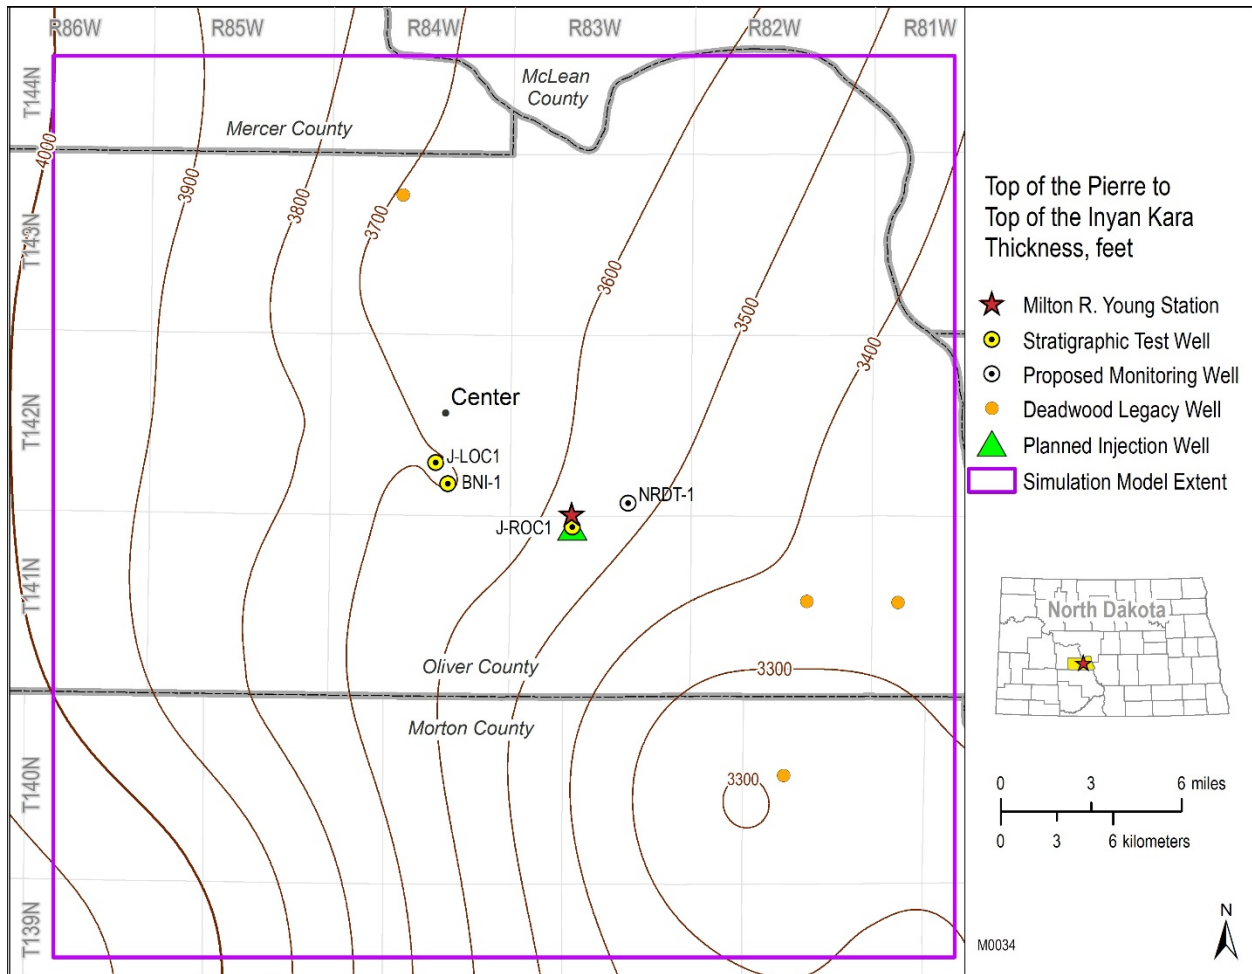 R86W
R85W
R84W
R83W
R82W
R81W
T144N
T143N
T142N
T141N
T140N
T139N
McLean
County
Mercer County
4000
3900
3800
3700
3600
3500
3400
Center
J-LOC1
BNI-1
NRDT-1
J-ROC1
Oliver County
Morton County
3300
3300
Top of the Pierre to
Top of the Inyan Kara
Thickness, feet
Milton R. Young Station
Stratigraphic Test Well
Proposed Monitoring Well
Deadwood Legacy Well
Planned Injection Well
Simulation Model Extent
North Dakota
0 3 6 miles
0 3 6 kilometers
N
M0034